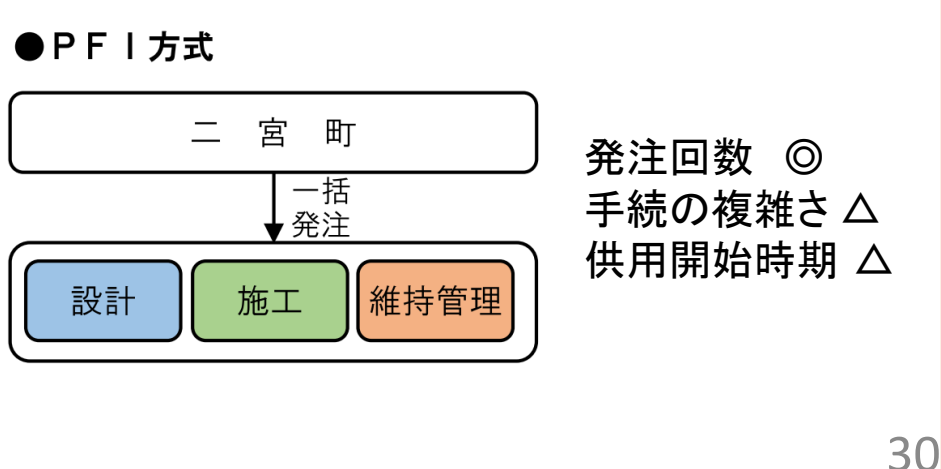 ●ＰＦＩ方式
二　宮　町
一括
発注
設計
施工
維持管理
発注回数　◎
手続の複雑さ △
供用開始時期 △
30